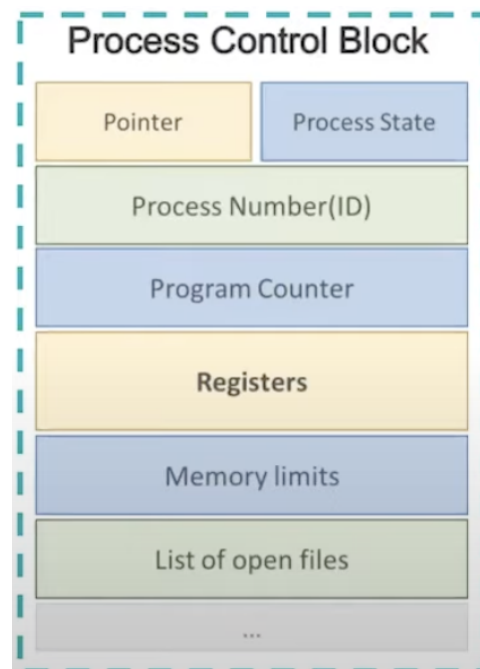 Process Control Block
Pointer
Process State
Process Number(ID)
Program Counter
Registers
Memory limits
List of open files
...